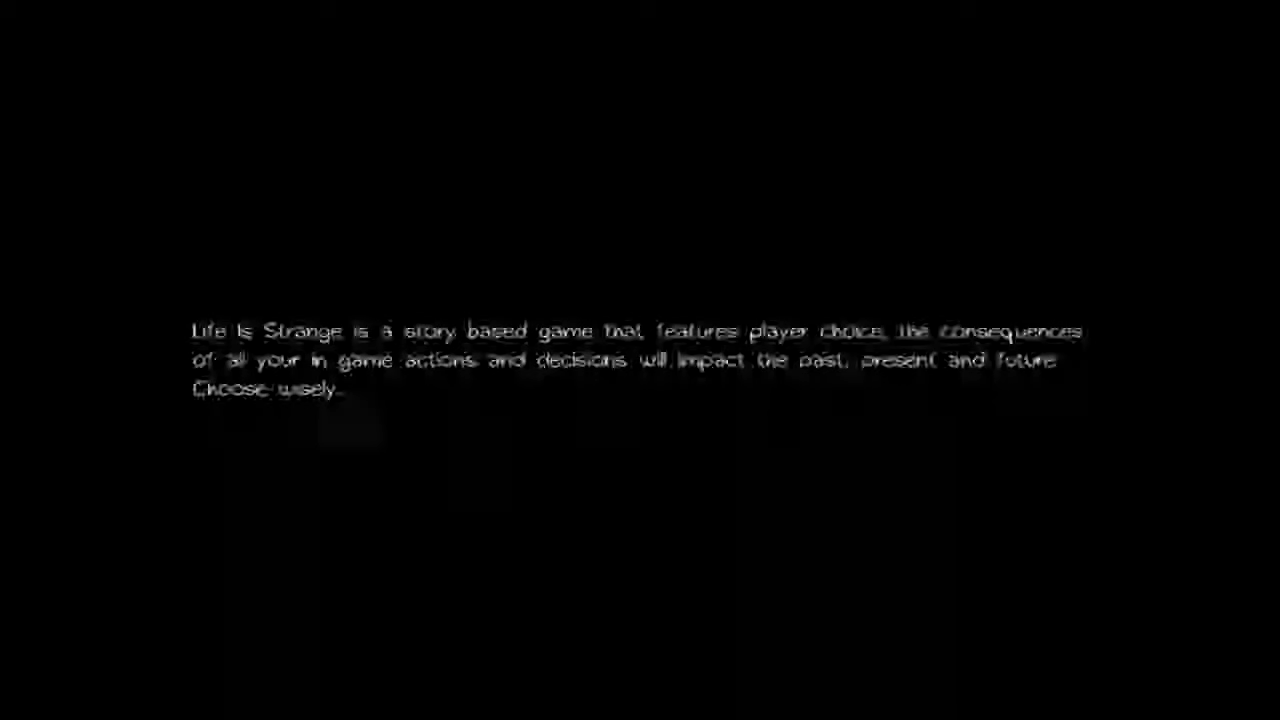 Life Is Strange is a story based game that features player choice, the consequences
of all your in game actions and decisions will impact the past, present and future.
Choose wisely.